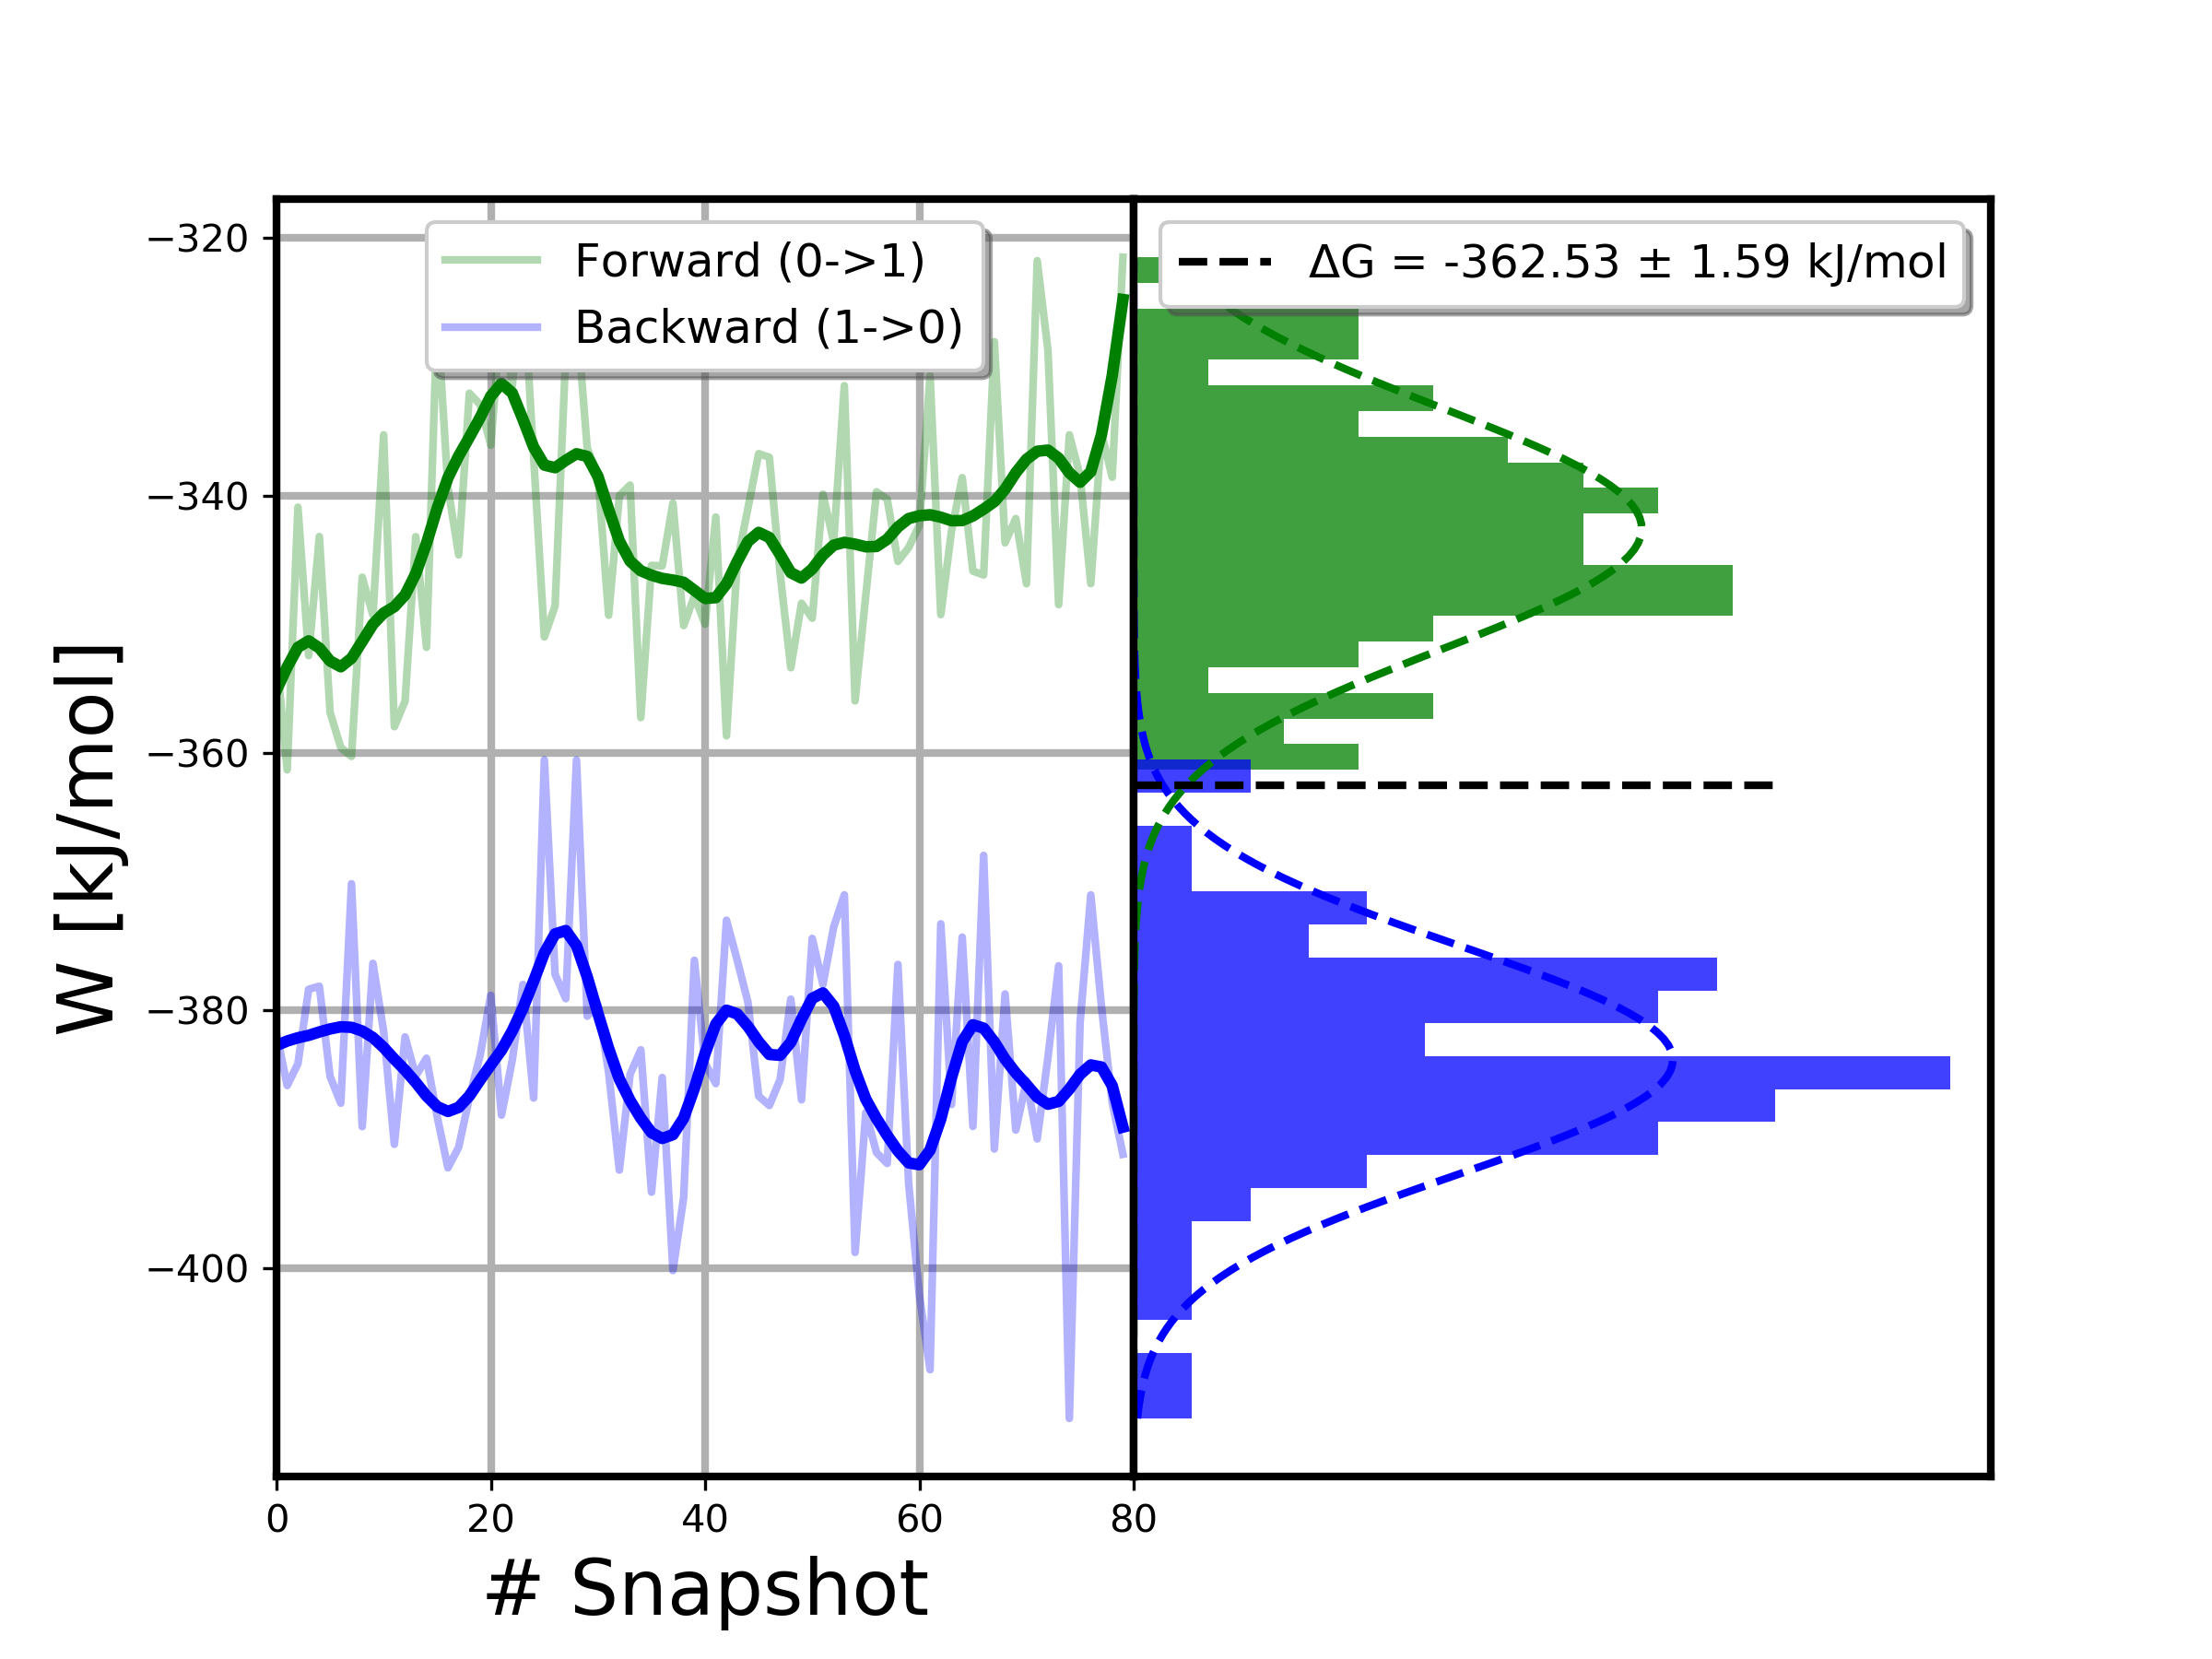 Forward (0->1)
Backward (1->0)
ΔG = -362.53 ± 1.59 kJ/mol
−320
−340
−360
−380
−400
W [kJ/mol]
0 20 40 60 80
# Snapshot